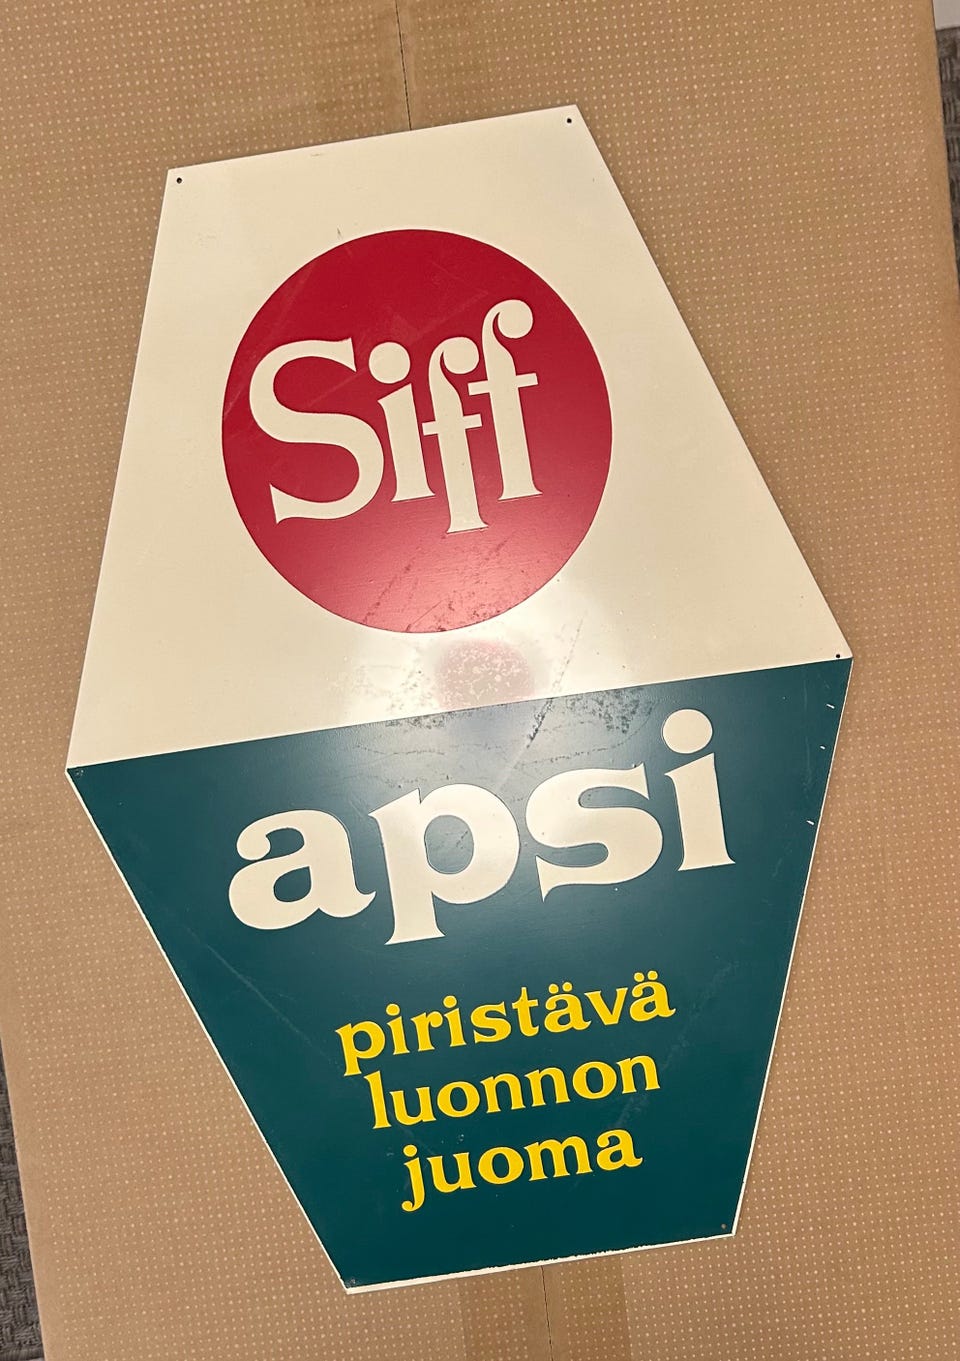 Siff
apsi
piristävä
luonnon
juoma